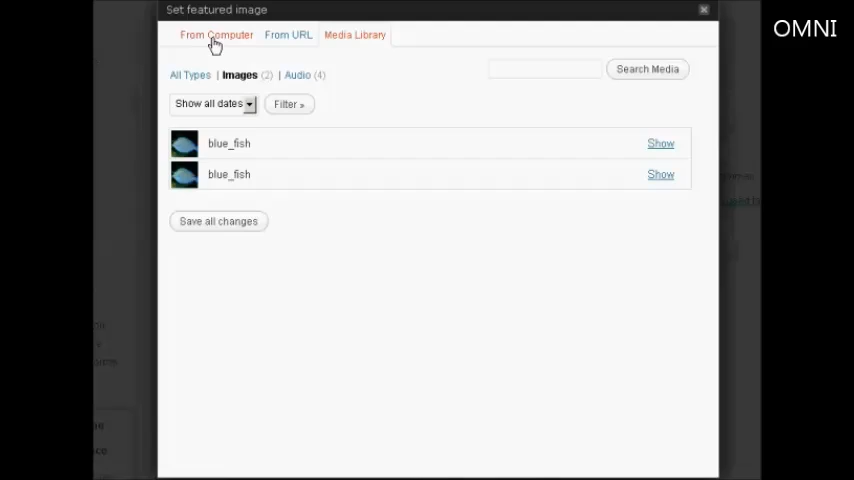 Set featured image
OMNI
From Computer From URL Media Library
All Types | Images (2) | Audio (4)
Search Media
Show all dates Filter »
blue_fish Show
blue_fish Show
Save all changes